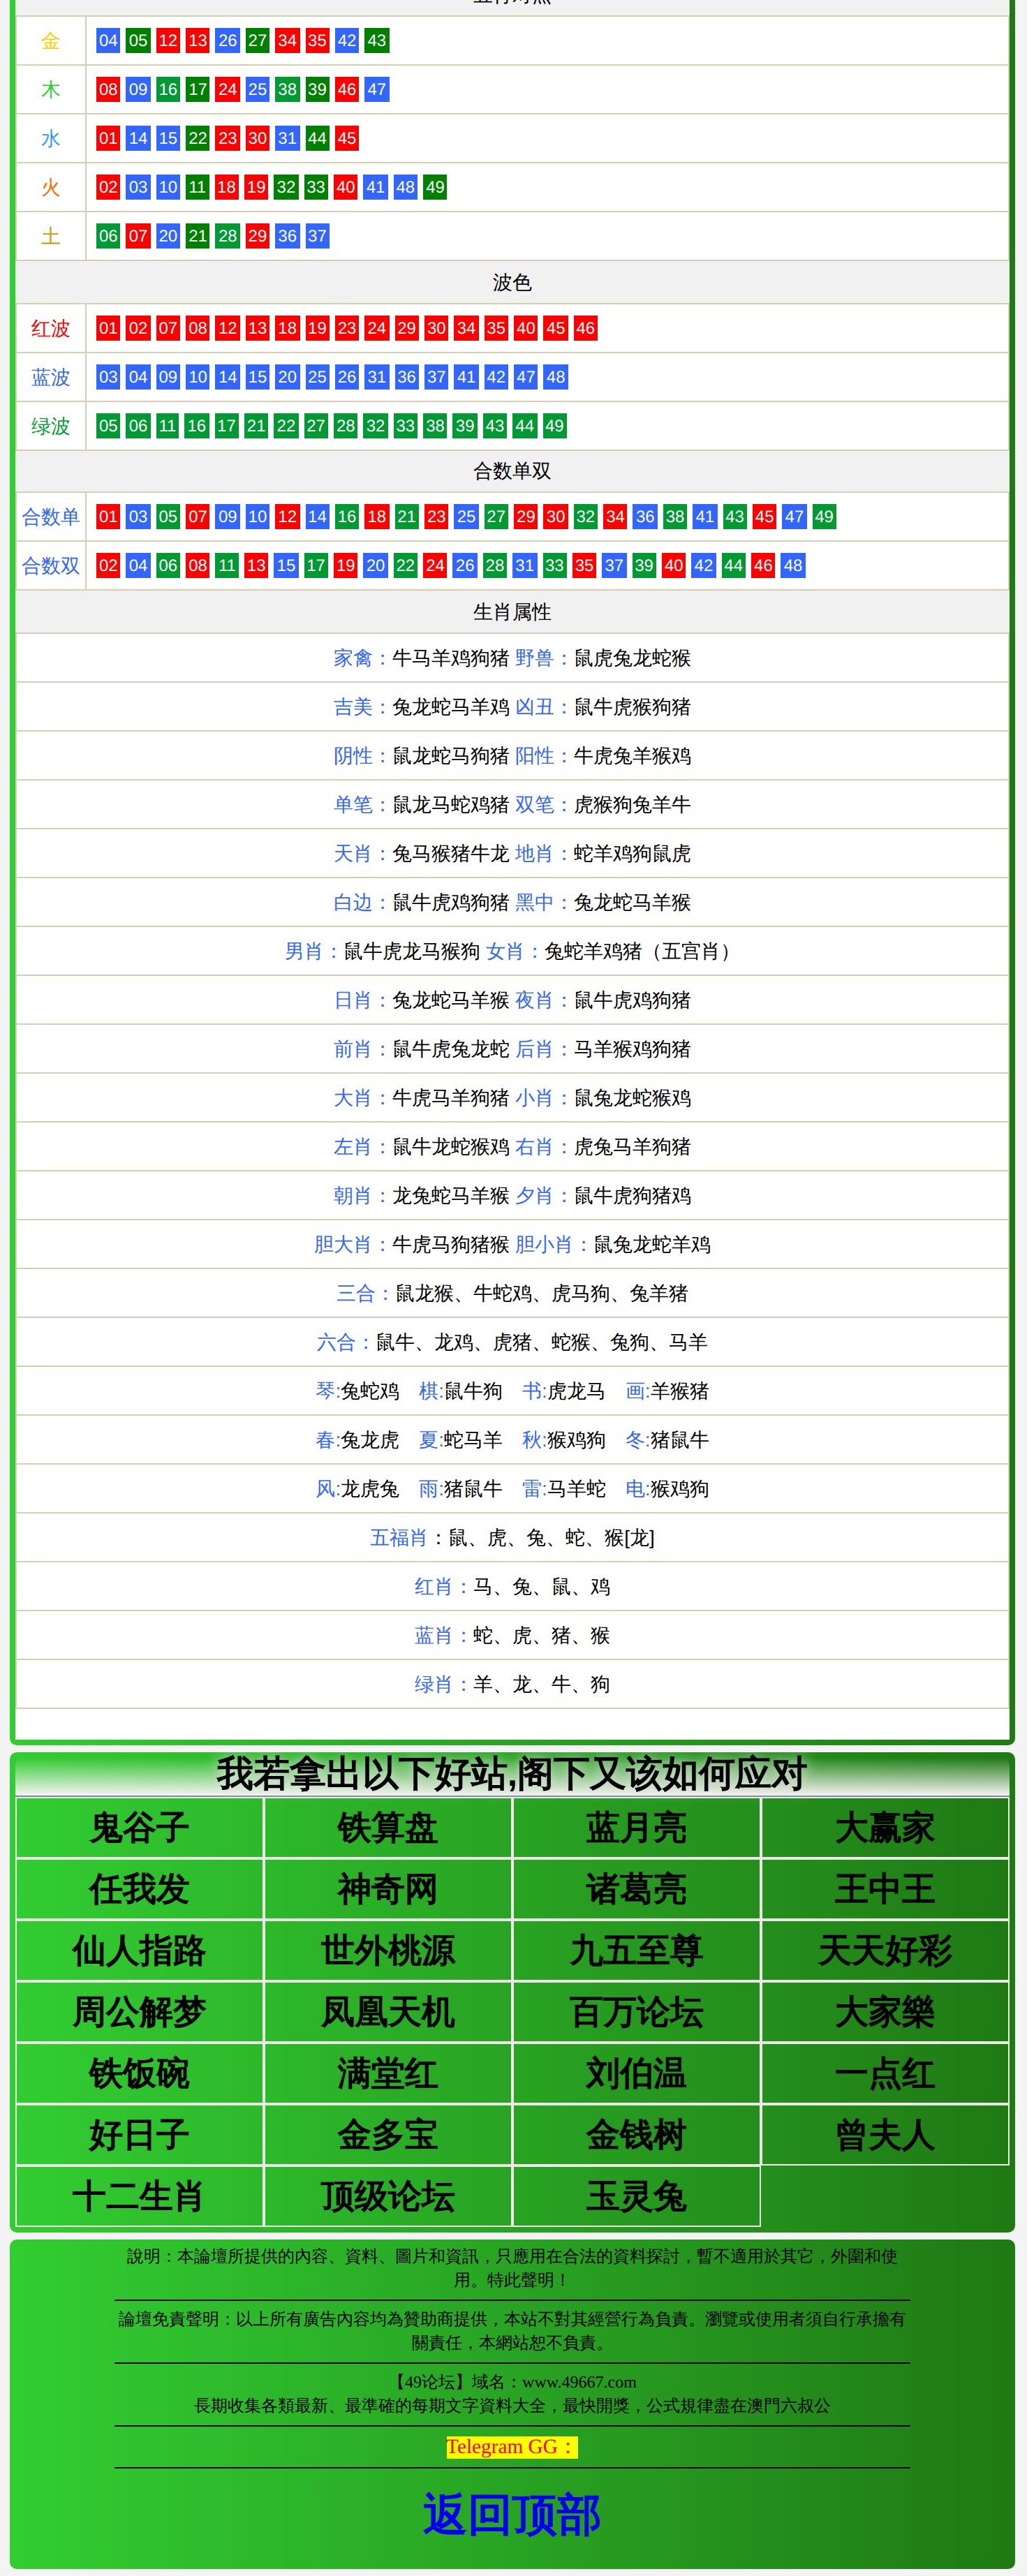 金 04 05 12 13 26 27 34 35 42 43
木 08 09 16 17 24 25 38 39 46 47
水 01 14 15 22 23 30 31 44 45
火 02 03 10 11 18 19 32 33 40 41 48 49
土 06 07 20 21 28 29 36 37
波色
红波 01 02 07 08 12 13 18 19 23 24 29 30 34 35 40 45 46
蓝波 03 04 09 10 14 15 20 25 26 31 36 37 41 42 47 48
绿波 05 06 11 16 17 21 22 27 28 32 33 38 39 43 44 49
合数单双
合数单 01 03 05 07 09 10 12 14 16 18 21 23 25 27 29 30 32 34 36 38 41 43 45 47 49
合数双 02 04 06 08 11 13 15 17 19 20 22 24 26 28 31 33 35 37 39 40 42 44 46 48
生肖属性
家禽：牛马羊鸡狗猪 野兽：鼠虎兔龙蛇猴
吉美：兔龙蛇马羊鸡 凶丑：鼠牛虎猴狗猪
阴性：鼠龙蛇马狗猪 阳性：牛虎兔羊猴鸡
单笔：鼠龙马蛇鸡猪 双笔：虎猴狗兔羊牛
天肖：兔马猴猪牛龙 地肖：蛇羊鸡狗鼠虎
白边：鼠牛虎鸡狗猪 黑中：兔龙蛇马羊猴
男肖：鼠牛虎龙马猴狗 女肖：兔蛇羊鸡猪（五宫肖）
日肖：兔龙蛇马羊猴 夜肖：鼠牛虎鸡狗猪
前肖：鼠牛虎兔龙蛇 后肖：马羊猴鸡狗猪
大肖：牛虎马羊狗猪 小肖：鼠兔龙蛇猴鸡
左肖：鼠牛龙蛇猴鸡 右肖：虎兔马羊狗猪
朝肖：龙兔蛇马羊猴 夕肖：鼠牛虎狗猪鸡
胆大肖：牛虎马狗猪猴 胆小肖：鼠兔龙蛇羊鸡
三合：鼠龙猴、牛蛇鸡、虎马狗、兔羊猪
六合：鼠牛、龙鸡、虎猪、蛇猴、兔狗、马羊
琴:兔蛇鸡　棋:鼠牛狗　书:虎龙马　画:羊猴猪
春:兔龙虎　夏:蛇马羊　秋:猴鸡狗　冬:猪鼠牛
风:龙虎兔　雨:猪鼠牛　雷:马羊蛇　电:猴鸡狗
五福肖：鼠、虎、兔、蛇、猴[龙]
红肖：马、兔、鼠、鸡
蓝肖：蛇、虎、猪、猴
绿肖：羊、龙、牛、狗
我若拿出以下好站,阁下又该如何应对
鬼谷子 铁算盘 蓝月亮 大赢家
任我发 神奇网 诸葛亮 王中王
仙人指路 世外桃源 九五至尊 天天好彩
周公解梦 凤凰天机 百万论坛 大家樂
铁饭碗 满堂红 刘伯温 一点红
好日子 金多宝 金钱树 曾夫人
十二生肖 顶级论坛 玉灵兔
說明：本論壇所提供的內容、資料、圖片和資訊，只應用在合法的資料探討，暫不適用於其它，外圍和使
用。特此聲明！
論壇免責聲明：以上所有廣告內容均為贊助商提供，本站不對其經營行為負責。瀏覽或使用者須自行承擔有
關責任，本網站恕不負責。
【49论坛】域名：www.49667.com
長期收集各類最新、最準確的每期文字資料大全，最快開獎，公式規律盡在澳門六叔公
Telegram GG：
返回顶部